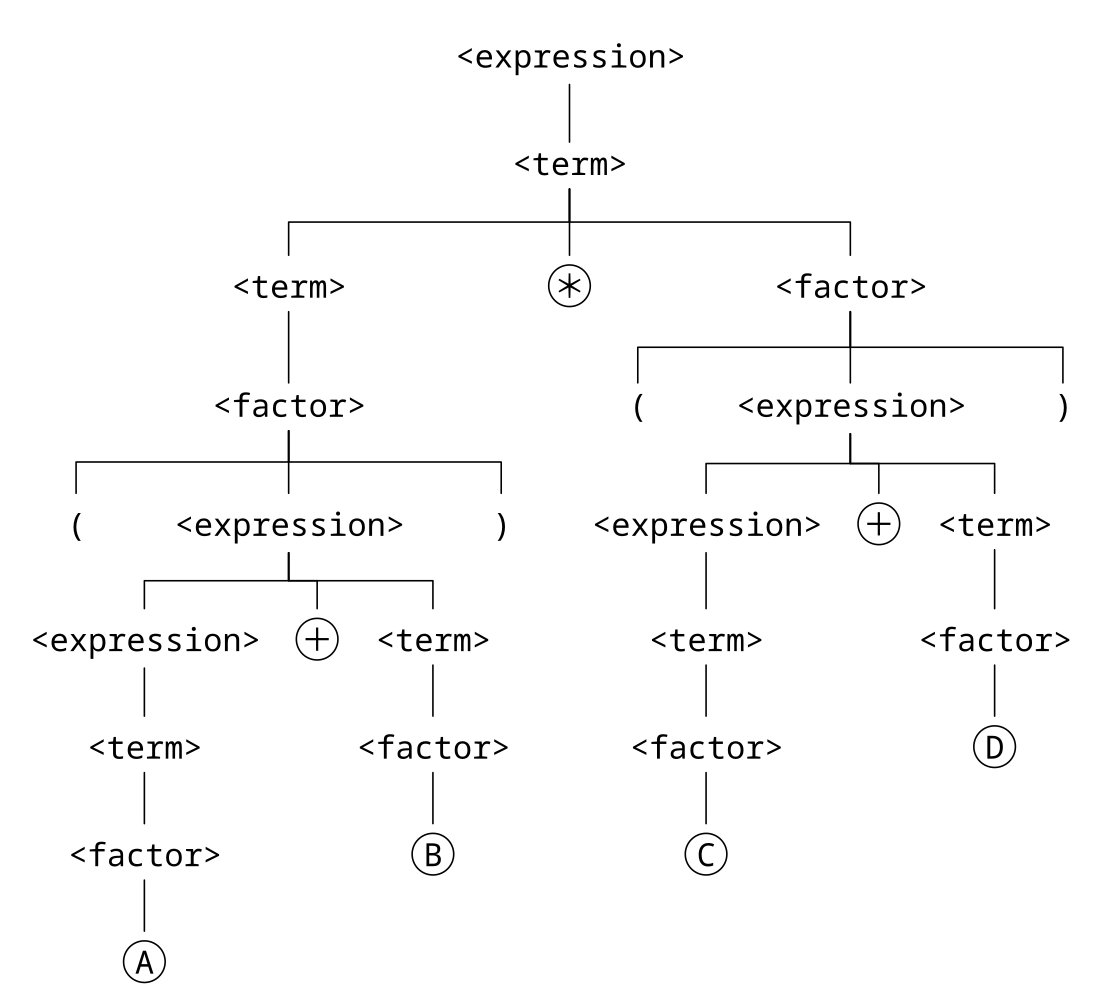 <expression>
<term>
<term> * <factor>
<factor> ( <expression> )
( <expression> ) <expression> + <term>
<expression> + <term> <term> <factor>
<term> <factor> <factor> D
<factor> B C
A